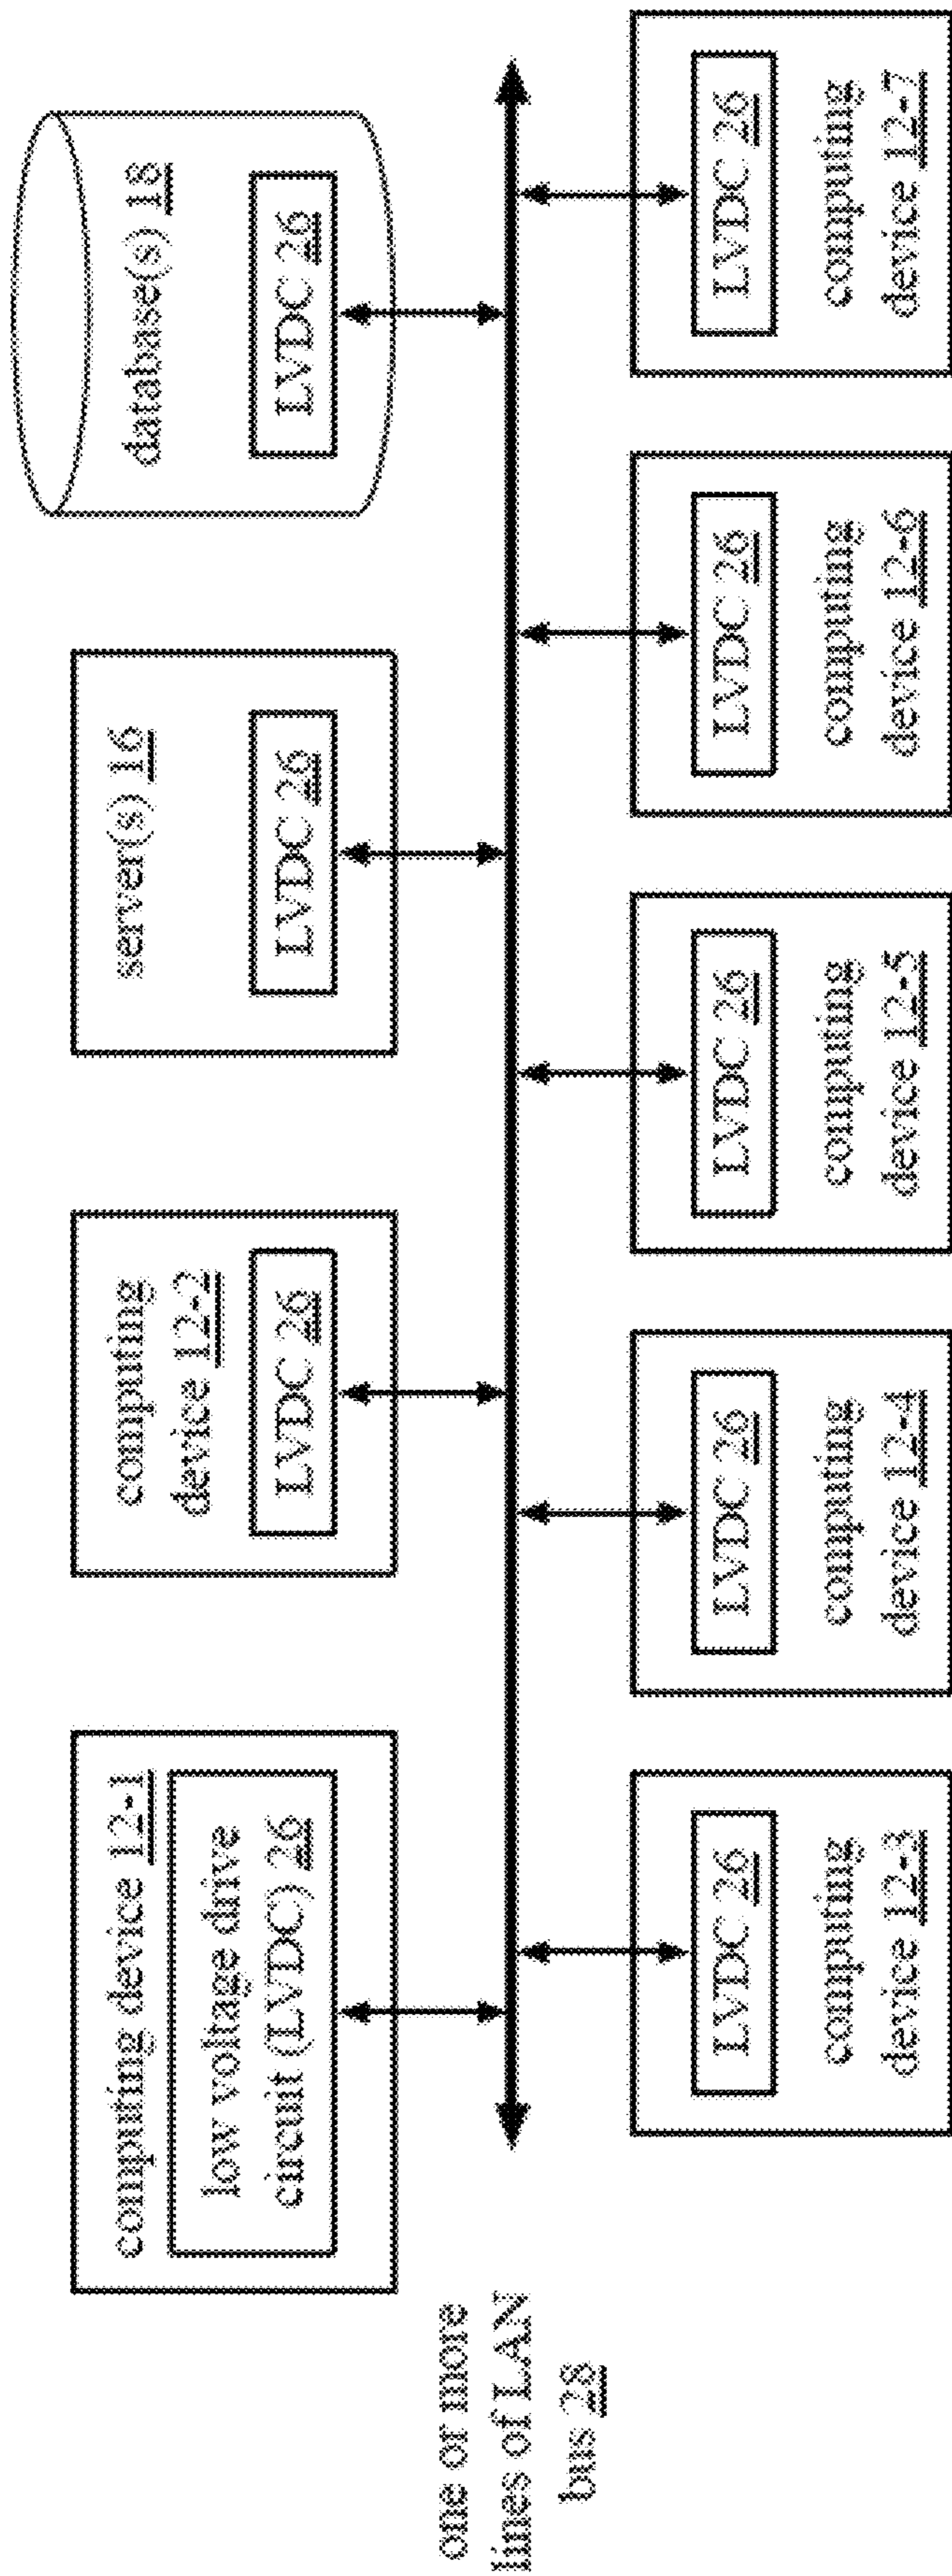 computing device 12-1
low voltage drive
circuit (LVDC) 26
computing
device 12-2
LVDC 26
server(s) 16
LVDC 26
database(s) 18
LVDC 26
one or more
lines of LAN
bus 28
LVDC 26
computing
device 12-3
LVDC 26
computing
device 12-4
LVDC 26
computing
device 12-5
LVDC 26
computing
device 12-6
LVDC 26
computing
device 12-7